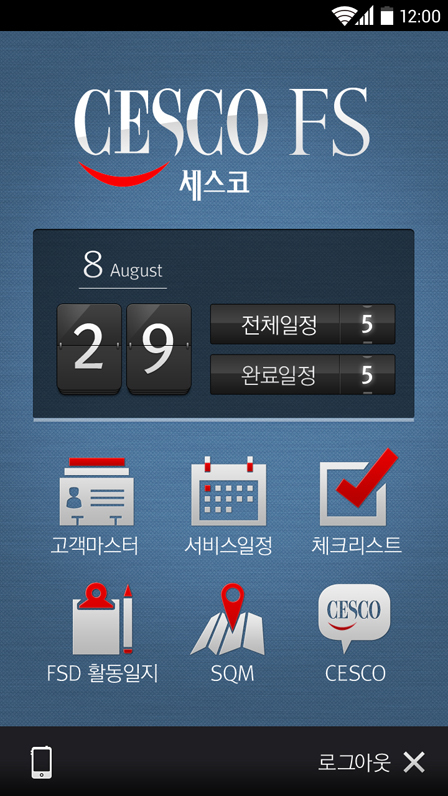 12:00
CESCO FS
세스코
8 August
29
전체일정 5
완료일정 5
고객마스터 서비스일정 체크리스트
CESCO
FSD 활동일지 SQM CESCO
로그아웃